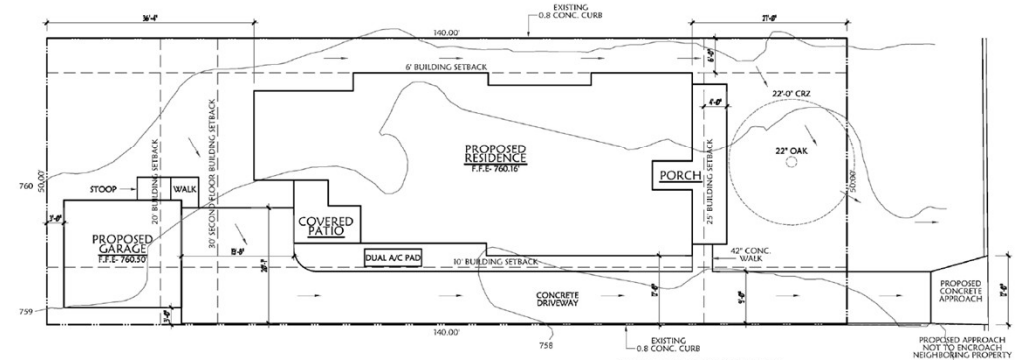 36'-4"
EXISTING
0.8 CONC. CURB
27'-0"
140.00'
6'-0"
6' BUILDING SETBACK
22'-0" CRZ
4'-0"
PROPOSED
RESIDENCE
F.F.E- 760.16'
22" OAK
20' BUILDING SETBACK
30' SECOND FLOOR BUILDING SETBACK
25' BUILDING SETBACK
PORCH
760
50.00'
50.00'
STOOP
WALK
COVERED
PATIO
PROPOSED
GARAGE
F.F.E- 760.50'
DUAL A/C PAD
10' BUILDING SETBACK
42" CONC.
WALK
CONCRETE
DRIVEWAY
PROPOSED
CONCRETE
APPROACH
759
140.00'
758
EXISTING
0.8 CONC. CURB
PROPOSED APPROACH
NOT TO ENCROACH
NEIGHBORING PROPERTY